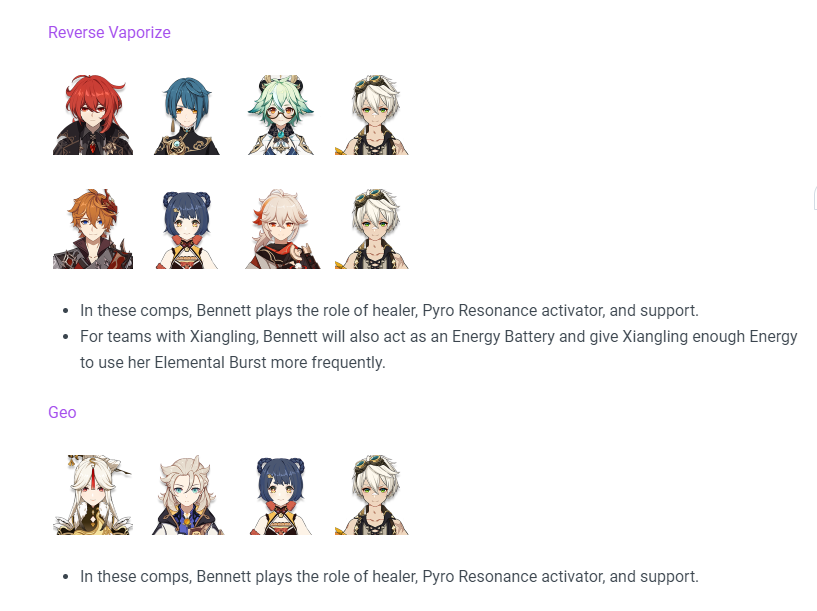 Reverse Vaporize
In these comps, Bennett plays the role of healer, Pyro Resonance activator, and support.
For teams with Xiangling, Bennett will also act as an Energy Battery and give Xiangling enough Energy
to use her Elemental Burst more frequently.
Geo
In these comps, Bennett plays the role of healer, Pyro Resonance activator, and support.